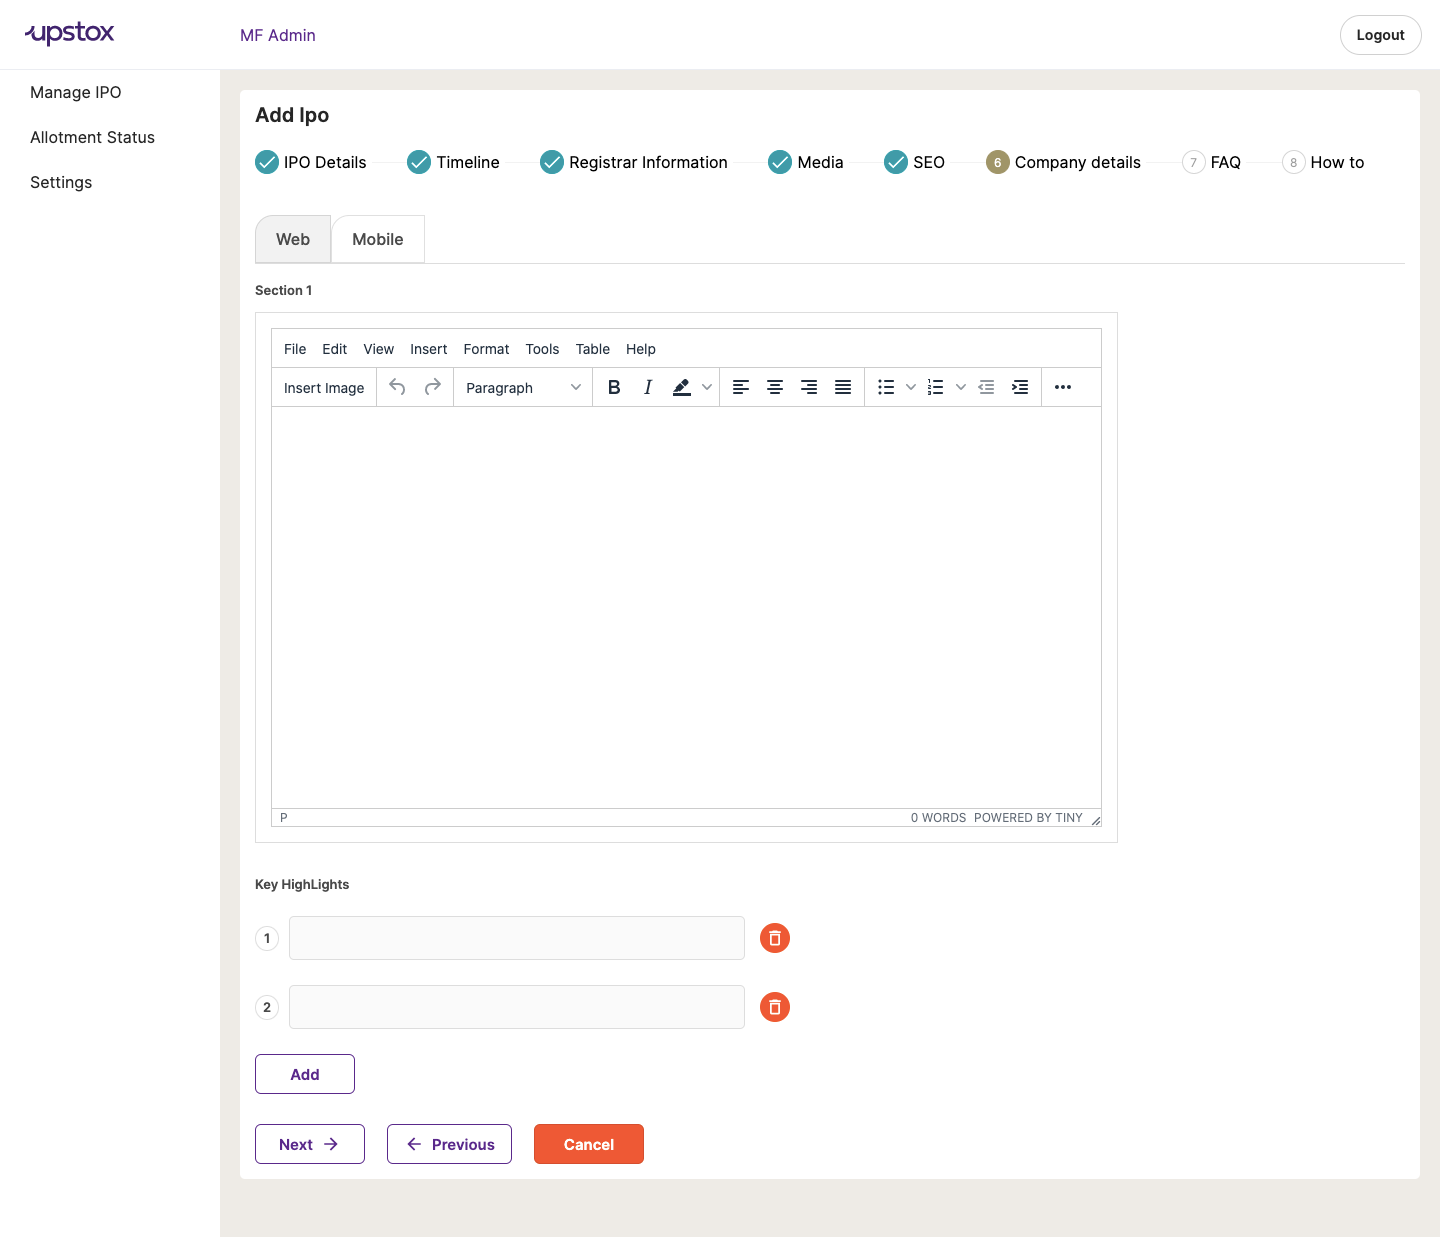 upstox
MF Admin
Logout
Manage IPO
Allotment Status
Settings
Add Ipo
IPO Details
Timeline
Registrar Information
Media
SEO
6 Company details
7 FAQ
8 How to
Web
Mobile
Section 1
File Edit View Insert Format Tools Table Help
Insert Image Paragraph B I
P 0 WORDS POWERED BY TINY
Key HighLights
1
2
Add
Next
Previous
Cancel